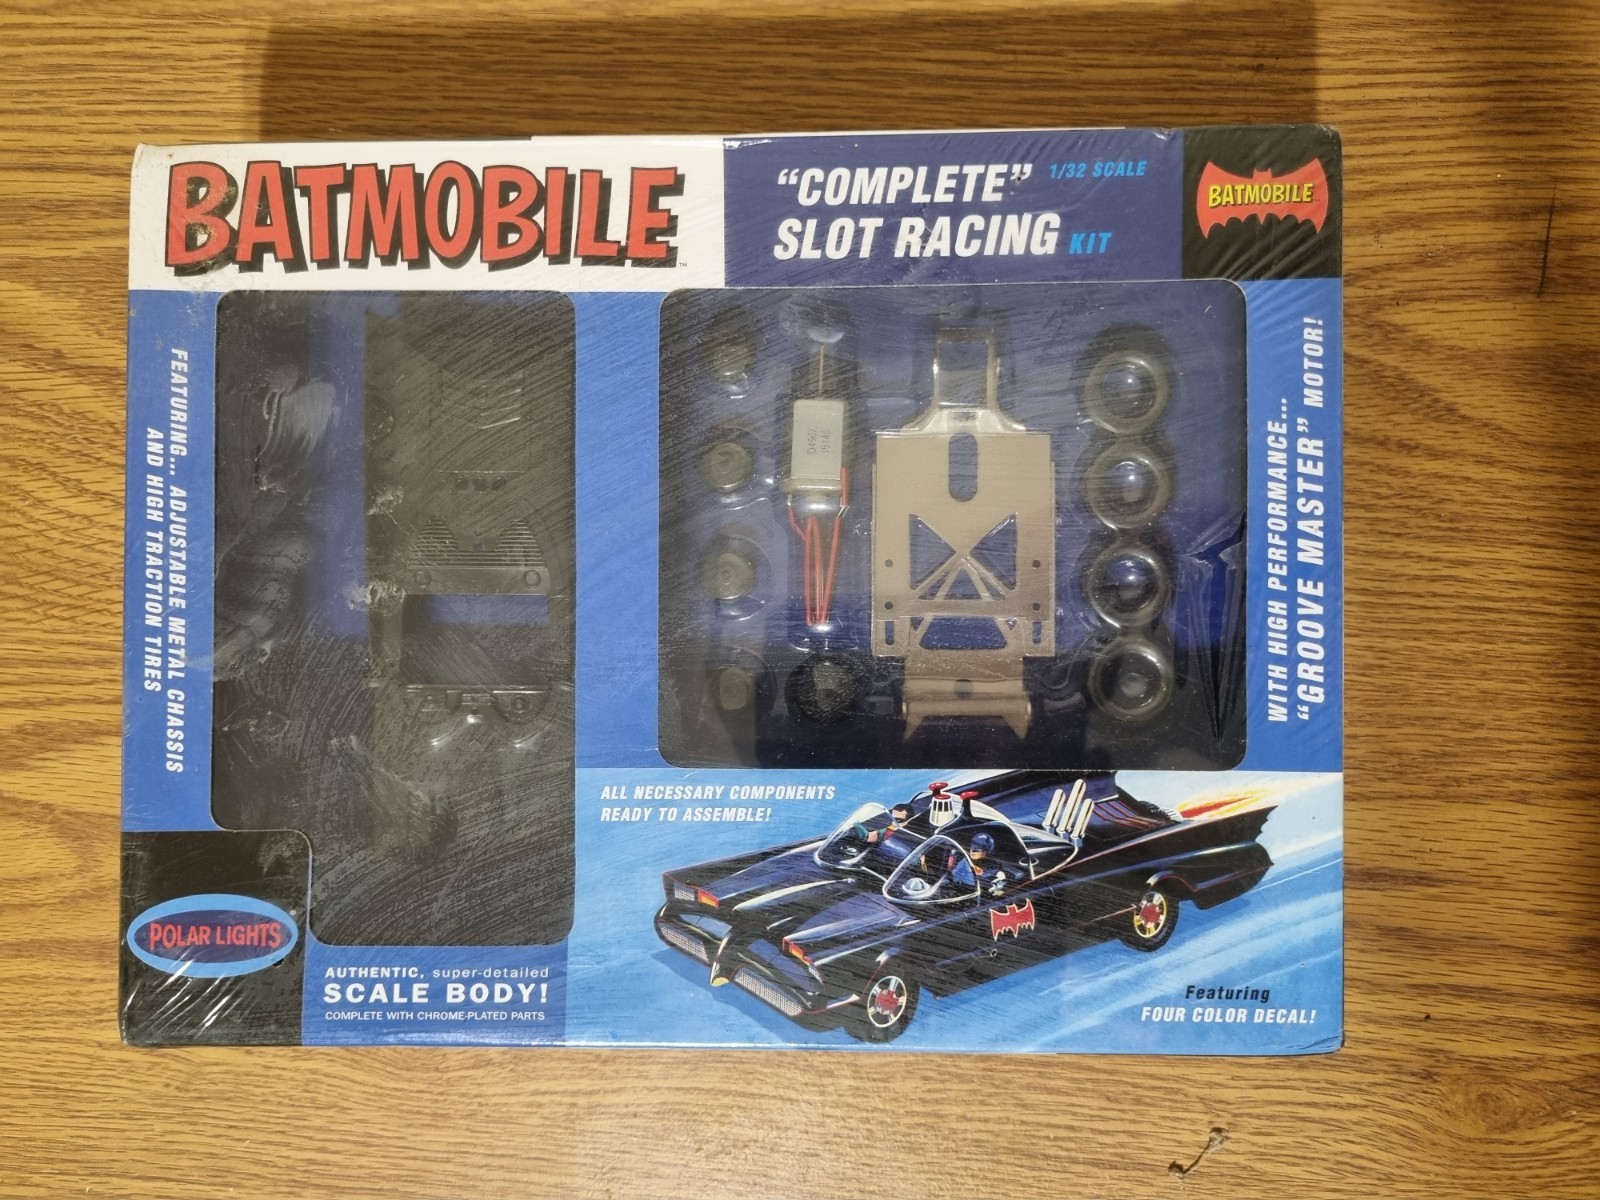 BATMOBILE™
"COMPLETE" 1/32 SCALE
SLOT RACING KIT
BATMOBILE
FEATURING... ADJUSTABLE METAL CHASSIS
AND HIGH TRACTION TIRES
WITH HIGH PERFORMANCE...
"GROOVE MASTER" MOTOR!
ALL NECESSARY COMPONENTS
READY TO ASSEMBLE!
POLAR LIGHTS
AUTHENTIC, super-detailed
SCALE BODY!
COMPLETE WITH CHROME-PLATED PARTS
Featuring
FOUR COLOR DECAL!